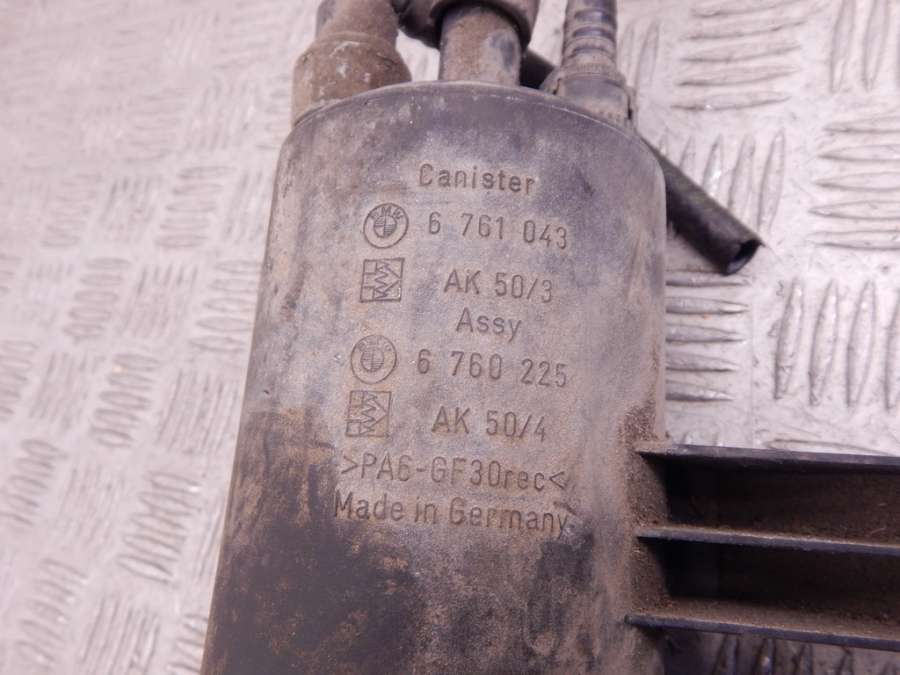 Canister
BMW 6 761 043
AK 50/3
Assy
6 760 225
AK 50/4
>PA6-GF30rec<
Made in Germany